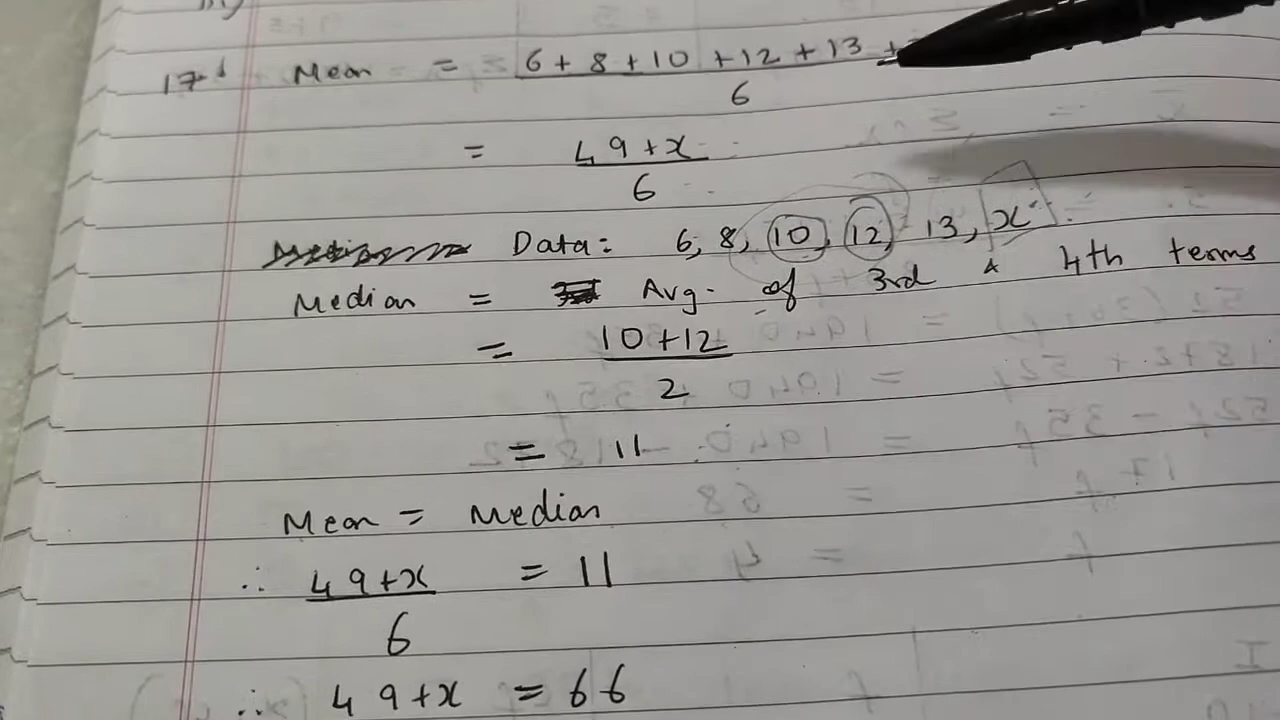 17. Mean = 6 + 8 + 10 + 12 + 13 +
6
= 49 + x
6
Data: 6, 8, 10, 12, 13, x
Median = Avg. of 3rd & 4th terms
= 10 + 12
2
= 11
Mean = Median
∴ 49 + x = 11
6
∴ 49 + x = 66